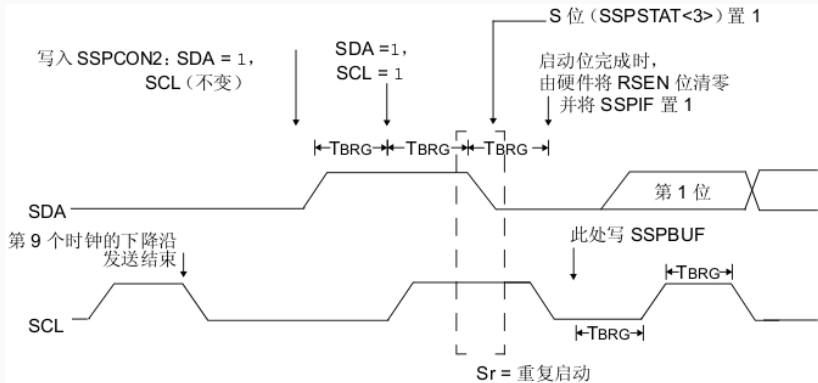 S 位 (SSPSTAT<3>) 置 1
写入 SSPCON2: SDA = 1,
SCL (不变)
SDA =1,
SCL = 1
启动位完成时,
由硬件将 RSEN 位清零
并将 SSPIF 置 1
TBRG
TBRG
TBRG
SDA
第 1 位
第 9 个时钟的下降沿
发送结束
此处写 SSPBUF
TBRG
SCL
TBRG
Sr = 重复启动